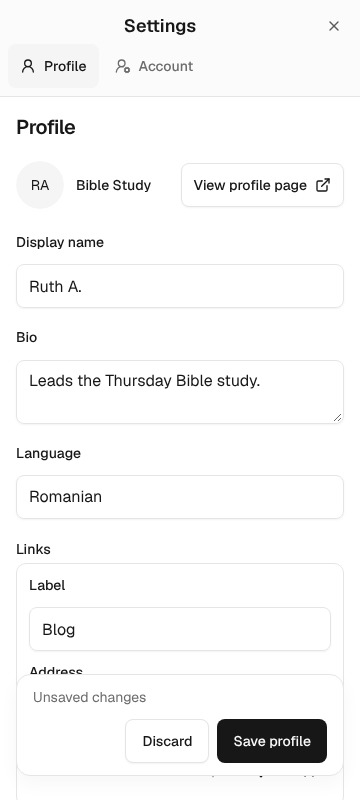 Settings
Profile
Account
Profile
RA
Bible Study
View profile page
Display name
Ruth A.
Bio
Leads the Thursday Bible study.
Language
Romanian
Links
Label
Blog
Address
Unsaved changes
Discard
Save profile